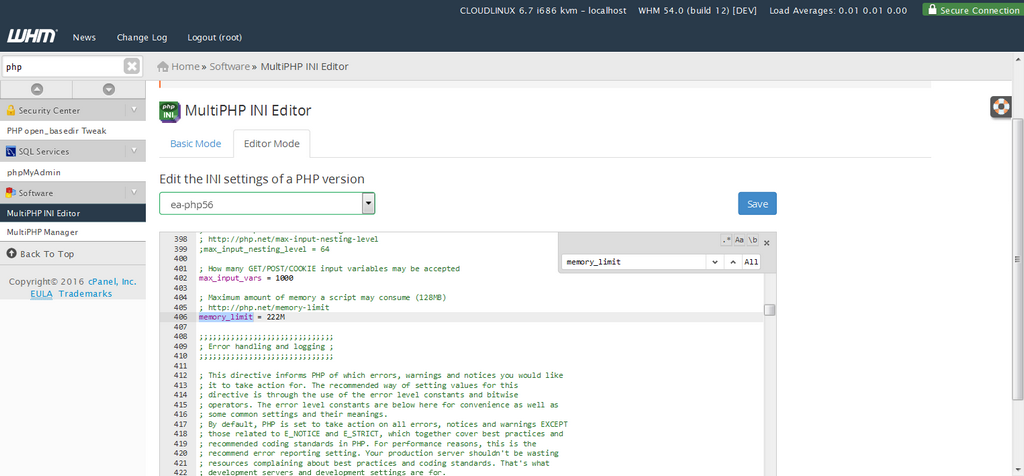 CLOUDLINUX 6.7 i686 kvm – localhost WHM 54.0 (build 12) [DEV] Load Averages: 0.01 0.01 0.00 Secure Connection
WHM News Change Log Logout (root)
php
Home » Software » MultiPHP INI Editor
Security Center
PHP open_basedir Tweak
SQL Services
phpMyAdmin
Software
MultiPHP INI Editor
MultiPHP Manager
Back To Top
Copyright© 2016 cPanel, Inc.
EULA Trademarks
php INI MultiPHP INI Editor
Basic Mode Editor Mode
Edit the INI settings of a PHP version
ea-php56
Save
.* Aa \b
memory_limit All
398 ; http://php.net/max-input-nesting-level
399 ;max_input_nesting_level = 64
400
401 ; How many GET/POST/COOKIE input variables may be accepted
402 max_input_vars = 1000
403
404 ; Maximum amount of memory a script may consume (128MB)
405 ; http://php.net/memory-limit
406 memory_limit = 222M
407
408 ;;;;;;;;;;;;;;;;;;;;;;;;;;;;;;
409 ; Error handling and logging ;
410 ;;;;;;;;;;;;;;;;;;;;;;;;;;;;;;
411
412 ; This directive informs PHP of which errors, warnings and notices you would like
413 ; it to take action for. The recommended way of setting values for this
414 ; directive is through the use of the error level constants and bitwise
415 ; operators. The error level constants are below here for convenience as well as
416 ; some common settings and their meanings.
417 ; By default, PHP is set to take action on all errors, notices and warnings EXCEPT
418 ; those related to E_NOTICE and E_STRICT, which together cover best practices and
419 ; recommended coding standards in PHP. For performance reasons, this is the
420 ; recommend error reporting setting. Your production server shouldn't be wasting
421 ; resources complaining about best practices and coding standards. That's what
422 ; development servers and development settings are for.